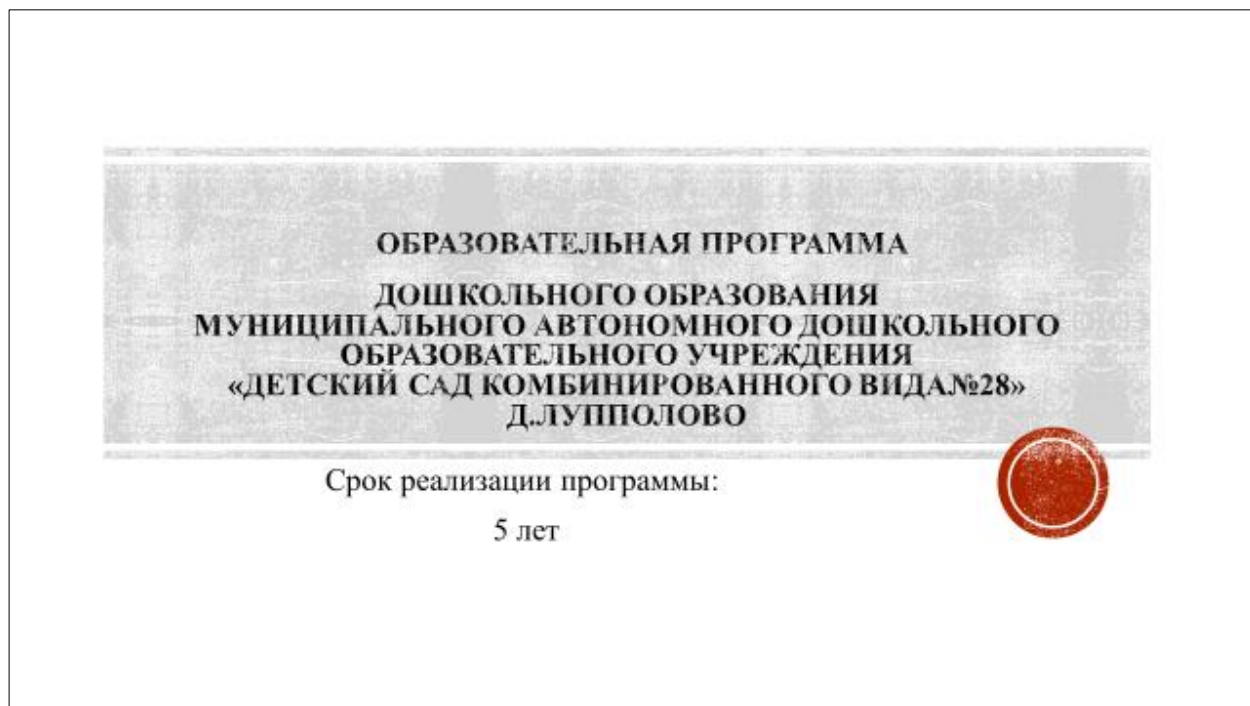 ОБРАЗОВАТЕЛЬНАЯ ПРОГРАММА
ДОШКОЛЬНОГО ОБРАЗОВАНИЯ
МУНИЦИПАЛЬНОГО АВТОНОМНОГО ДОШКОЛЬНОГО
ОБРАЗОВАТЕЛЬНОГО УЧРЕЖДЕНИЯ
«ДЕТСКИЙ САД КОМБИНИРОВАННОГО ВИДА№28»
Д.ЛУППОЛОВО
Срок реализации программы:
5 лет